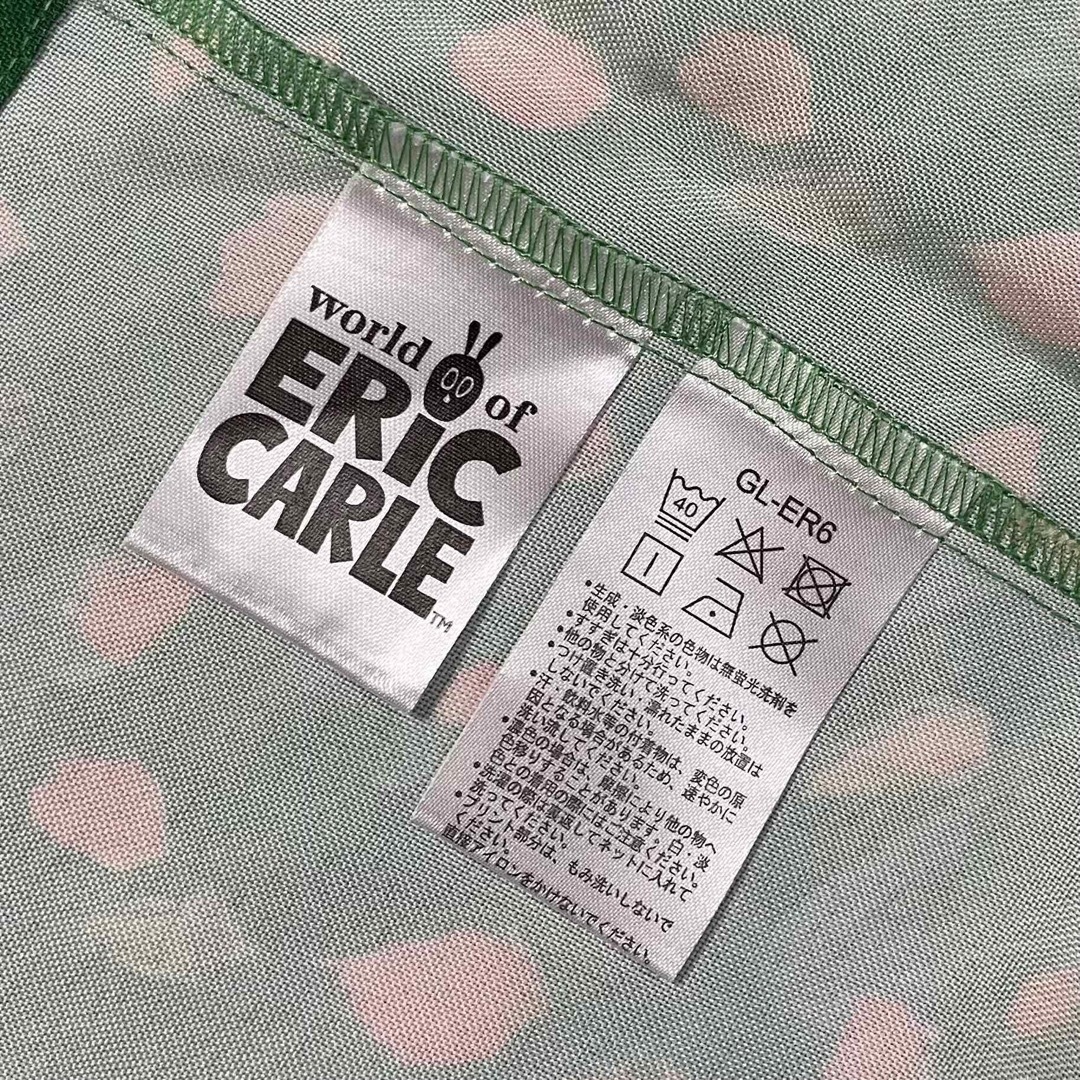 World of
ERiC
CARLE™
GL-ER6
40
・生成・淡色系の色物は無蛍光洗剤を
使用してください。
・すすぎは十分行ってください。
・他の物と分けて洗ってください。
・つけ置き洗い・濡れたままの放置は
しないでください。
・汗・飲料水等の付着物は、変色の原
因となる場合があるため、速やかに
洗い流してください。
・濃色の場合は、摩擦により他の物へ
色移りすることがあります。白・淡
色との着用の際にはご注意ください。
・洗濯の際は裏返してネットに入れて
洗ってください。
・プリント部分は、もみ洗いしないで
ください。
直接アイロンをかけないでください。